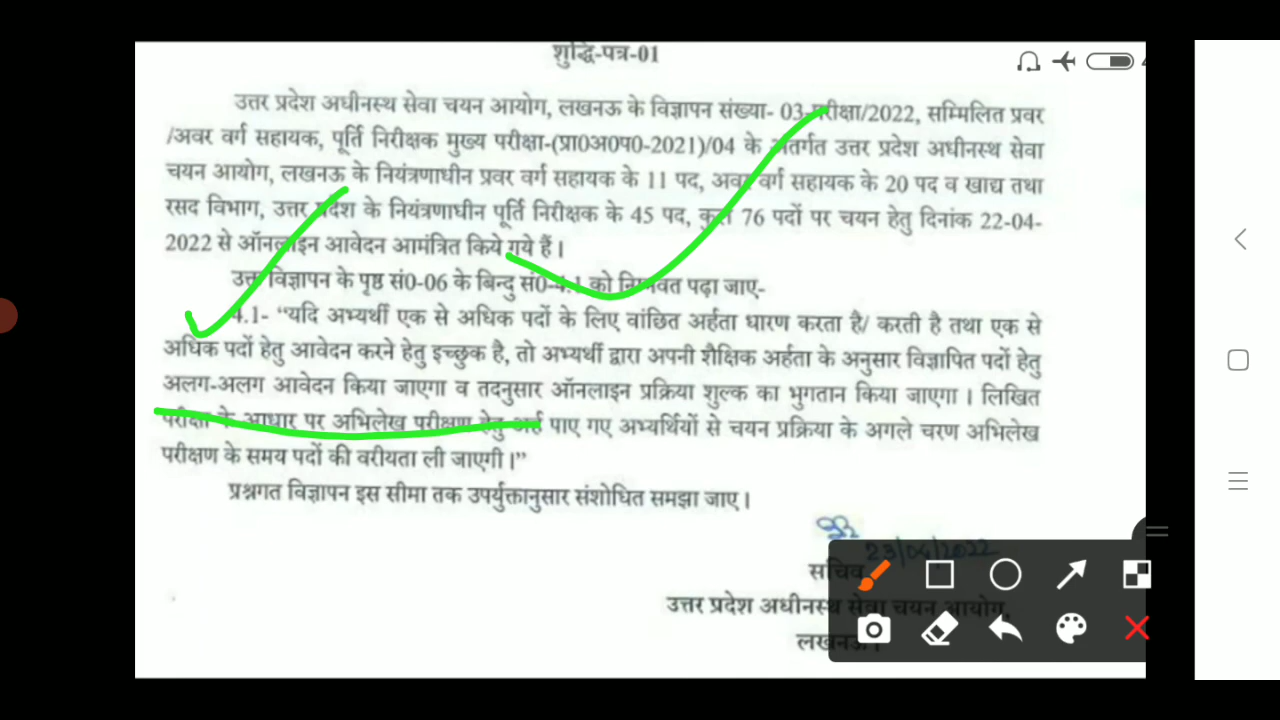 शुद्धि-पत्र-01
उत्तर प्रदेश अधीनस्थ सेवा चयन आयोग, लखनऊ के विज्ञापन संख्या- 03-परीक्षा/2022, सम्मिलित प्रवर
/अवर वर्ग सहायक, पूर्ति निरीक्षक मुख्य परीक्षा-(प्रा0अ0प0-2021)/04 के अंतर्गत उत्तर प्रदेश अधीनस्थ सेवा
चयन आयोग, लखनऊ के नियंत्रणाधीन प्रवर वर्ग सहायक के 11 पद, अवर वर्ग सहायक के 20 पद व खाद्य तथा
रसद विभाग, उत्तर प्रदेश के नियंत्रणाधीन पूर्ति निरीक्षक के 45 पद, कुल 76 पदों पर चयन हेतु दिनांक 22-04-
2022 से ऑनलाइन आवेदन आमंत्रित किये गये हैं।
उक्त विज्ञापन के पृष्ठ सं0-06 के बिन्दु सं0-4.1 को निम्नवत पढ़ा जाए-
4.1- “यदि अभ्यर्थी एक से अधिक पदों के लिए वांछित अर्हता धारण करता है/ करती है तथा एक से
अधिक पदों हेतु आवेदन करने हेतु इच्छुक है, तो अभ्यर्थी द्वारा अपनी शैक्षिक अर्हता के अनुसार विज्ञापित पदों हेतु
अलग-अलग आवेदन किया जाएगा व तदनुसार ऑनलाइन प्रक्रिया शुल्क का भुगतान किया जाएगा। लिखित
परीक्षा के आधार पर अभिलेख परीक्षण हेतु अर्ह पाए गए अभ्यर्थियों से चयन प्रक्रिया के अगले चरण अभिलेख
परीक्षण के समय पदों की वरीयता ली जाएगी।”
प्रश्नगत विज्ञापन इस सीमा तक उपर्युक्तानुसार संशोधित समझा जाए।
23/04/2022
सचिव
उत्तर प्रदेश अधीनस्थ सेवा चयन आयोग,
लखनऊ।